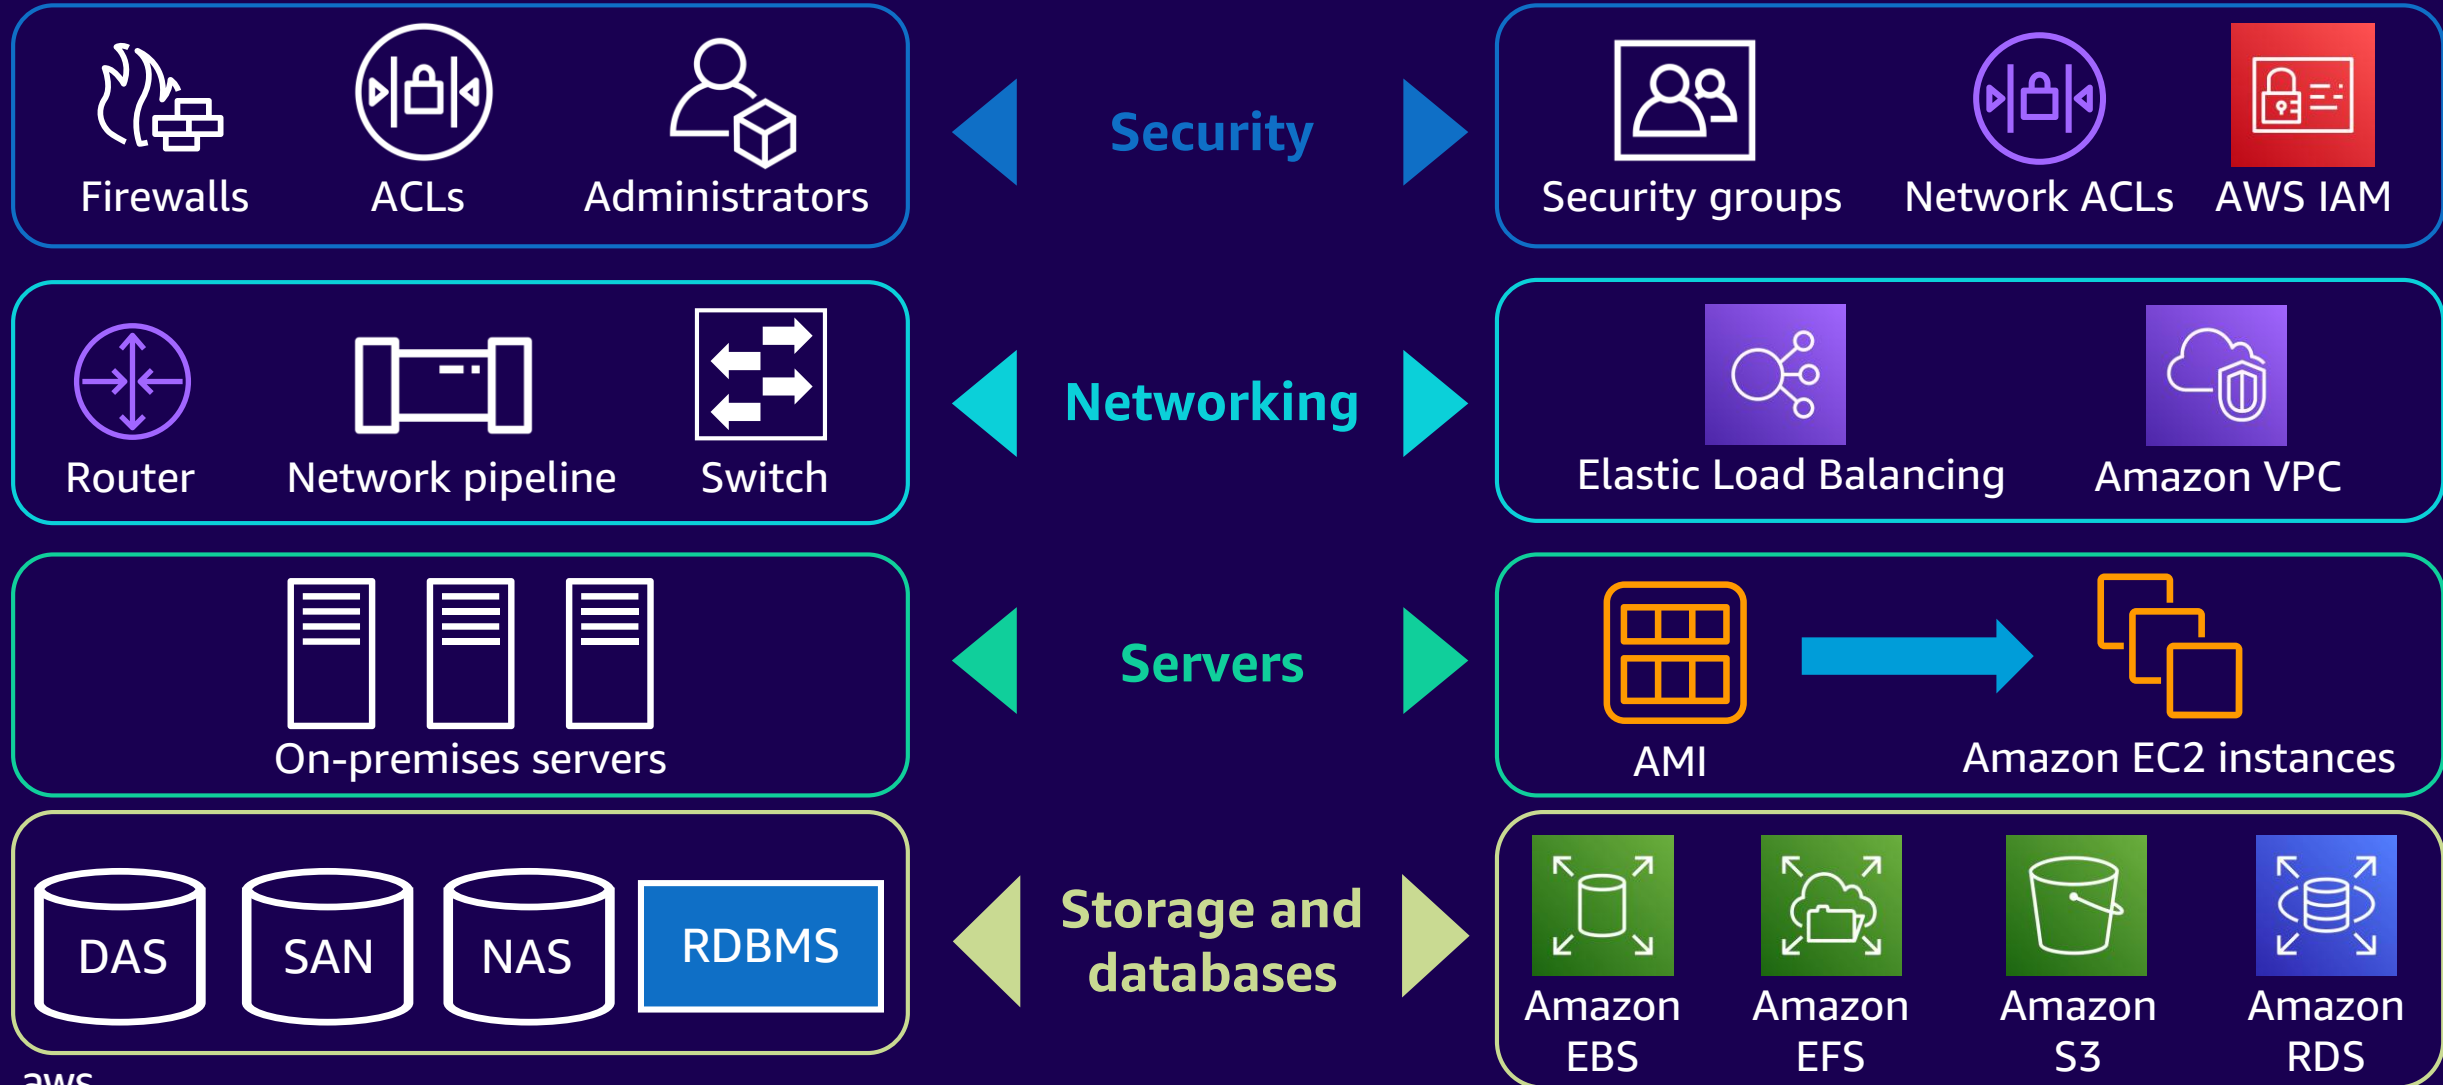 Firewalls
ACLs
Administrators
Security
Security groups
Network ACLs
AWS IAM
Router
Network pipeline
Switch
Networking
Elastic Load Balancing
Amazon VPC
On-premises servers
Servers
AMI
Amazon EC2 instances
DAS
SAN
NAS
RDBMS
Storage and
databases
Amazon
EBS
Amazon
EFS
Amazon
S3
Amazon
RDS
aws